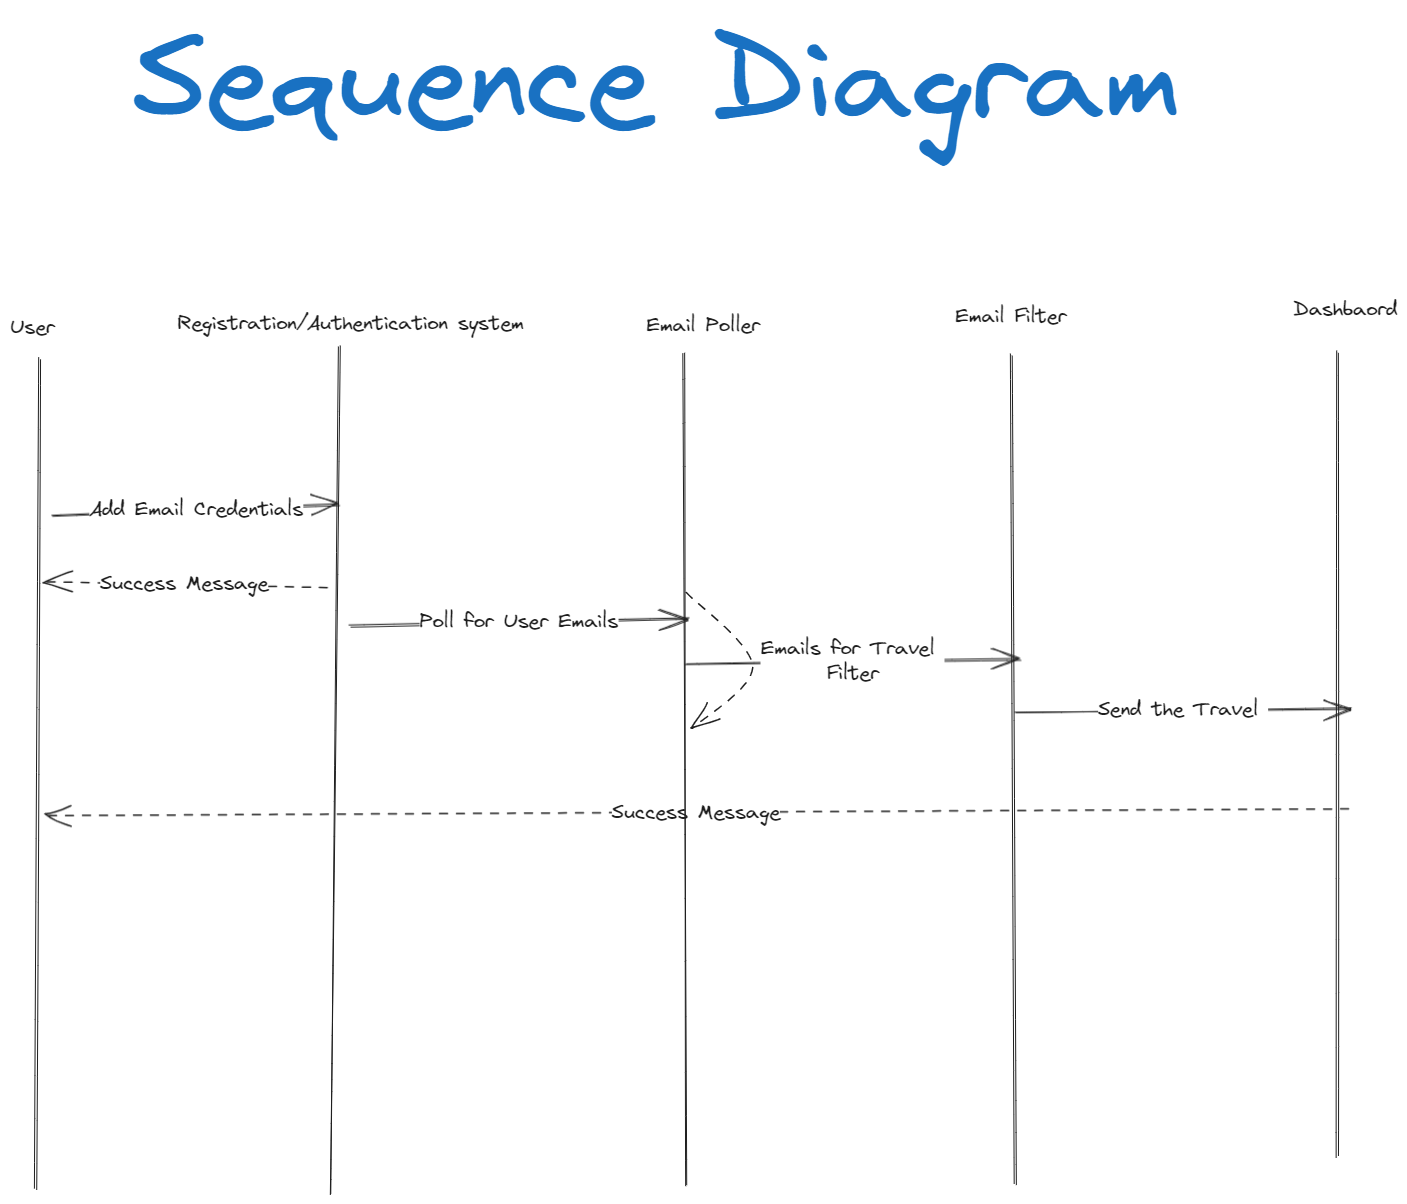 Sequence Diagram
User
Registration/Authentication system
Email Poller
Email Filter
Dashbaord
Add Email Credentials
Success Message
Poll for User Emails
Emails for Travel
Filter
Send the Travel
Success Message